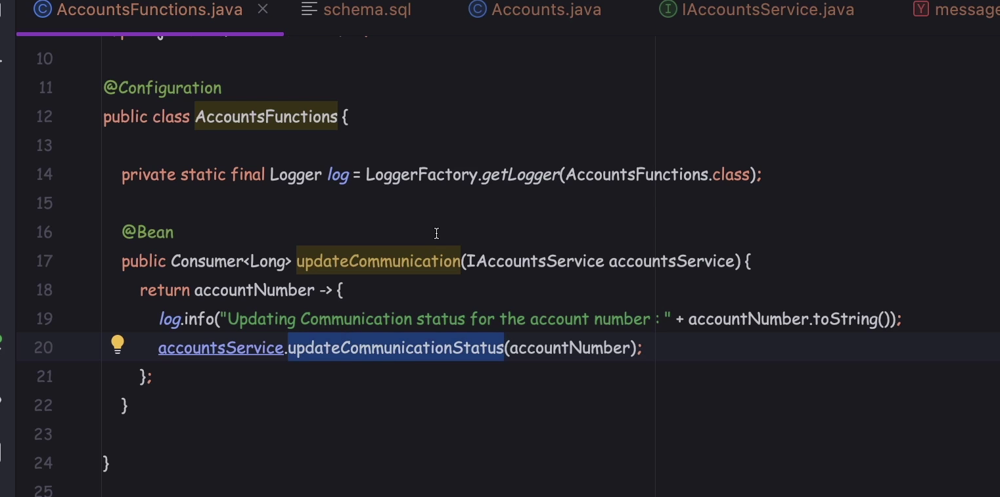 AccountsFunctions.java schema.sql Accounts.java IAccountsService.java message
10
11 @Configuration
12 public class AccountsFunctions {
13
14 private static final Logger log = LoggerFactory.getLogger(AccountsFunctions.class);
15
16 @Bean
17 public Consumer<Long> updateCommunication(IAccountsService accountsService) {
18 return accountNumber -> {
19 log.info("Updating Communication status for the account number : " + accountNumber.toString());
20 accountsService.updateCommunicationStatus(accountNumber);
21 };
22 }
23
24 }
25